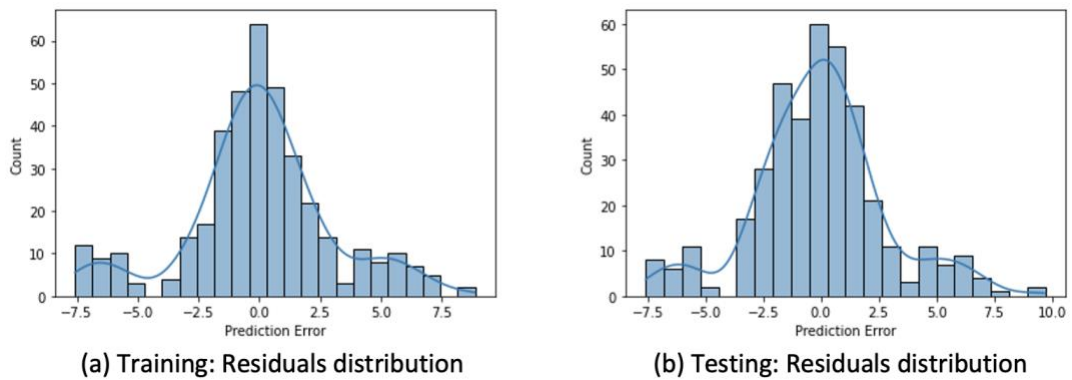 60
50
40
30
20
10
0
Count
−7.5 −5.0 −2.5 0.0 2.5 5.0 7.5
Prediction Error
(a) Training: Residuals distribution
60
50
40
30
20
10
0
Count
−7.5 −5.0 −2.5 0.0 2.5 5.0 7.5 10.0
Prediction Error
(b) Testing: Residuals distribution